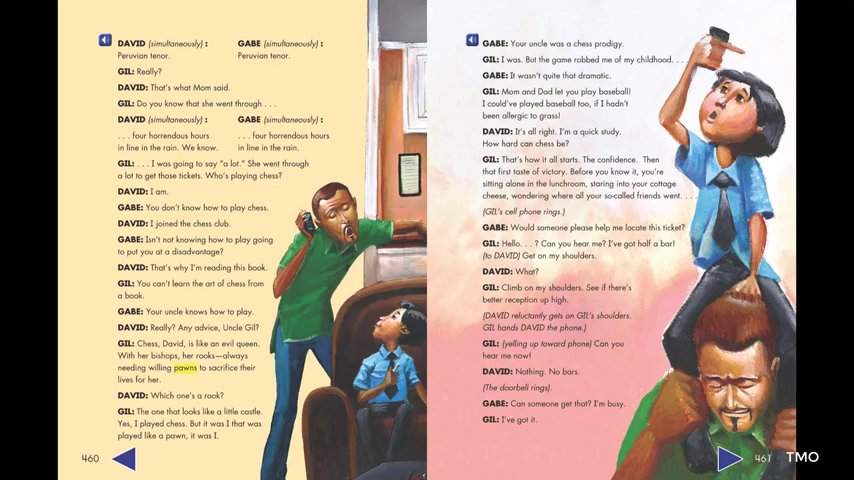 DAVID (simultaneously) : GABE (simultaneously) :
Peruvian tenor. Peruvian tenor.
GIL: Really?
DAVID: That's what Mom said.
GIL: Do you know that she went through . . .
DAVID (simultaneously) : GABE (simultaneously) :
. . . four horrendous hours . . . four horrendous hours
in line in the rain. We know. in line in the rain.
GIL: . . . I was going to say "a lot." She went through
a lot to get those tickets. Who's playing chess?
DAVID: I am.
GABE: You don't know how to play chess.
DAVID: I joined the chess club.
GABE: Isn't not knowing how to play going
to put you at a disadvantage?
DAVID: That's why I'm reading this book.
GIL: You can't learn the art of chess from
a book.
GABE: Your uncle knows how to play.
DAVID: Really? Any advice, Uncle Gil?
GIL: Chess, David, is like an evil queen.
With her bishops, her rooks—always
needing willing pawns to sacrifice their
lives for her.
DAVID: Which one's a rook?
GIL: The one that looks like a little castle.
Yes, I played chess. But it was I that was
played like a pawn, it was I.
460
GABE: Your uncle was a chess prodigy.
GIL: I was. But the game robbed me of my childhood. . . .
GABE: It wasn't quite that dramatic.
GIL: Mom and Dad let you play baseball!
I could've played baseball too, if I hadn't
been allergic to grass!
DAVID: It's all right. I'm a quick study.
How hard can chess be?
GIL: That's how it all starts. The confidence. Then
that first taste of victory. Before you know it, you're
sitting alone in the lunchroom, staring into your cottage
cheese, wondering where all your so-called friends went. . . .
(GIL's cell phone rings.)
GABE: Would someone please help me locate this ticket?
GIL: Hello. . . ? Can you hear me? I've got half a bar!
(to DAVID) Get on my shoulders.
DAVID: What?
GIL: Climb on my shoulders. See if there's
better reception up high.
(DAVID reluctantly gets on GIL's shoulders.
GIL hands DAVID the phone.)
GIL: (yelling up toward phone) Can you
hear me now!
DAVID: Nothing. No bars.
(The doorbell rings).
GABE: Can someone get that? I'm busy.
GIL: I've got it.
461
TMO